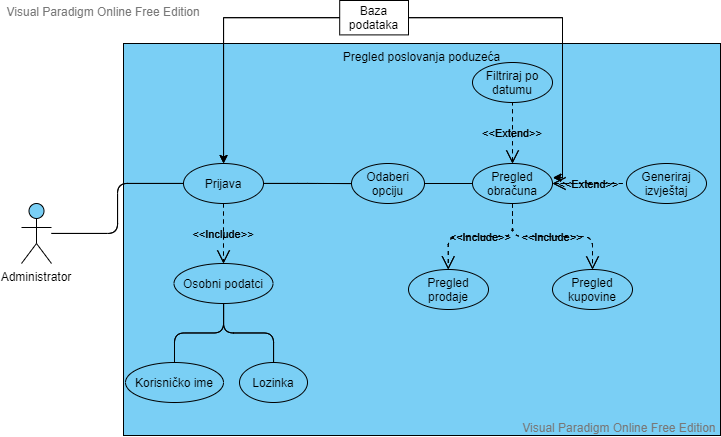 Visual Paradigm Online Free Edition
Baza
podataka
Pregled poslovanja poduzeća
Filtriraj po
datumu
<<Extend>>
Prijava
Odaberi
opciju
Pregled
obračuna
<<Extend>>
Generiraj
izvještaj
Administrator
<<Include>>
<<Include>>
<<Include>>
Osobni podatci
Pregled
prodaje
Pregled
kupovine
Korisničko ime
Lozinka
Visual Paradigm Online Free Edition